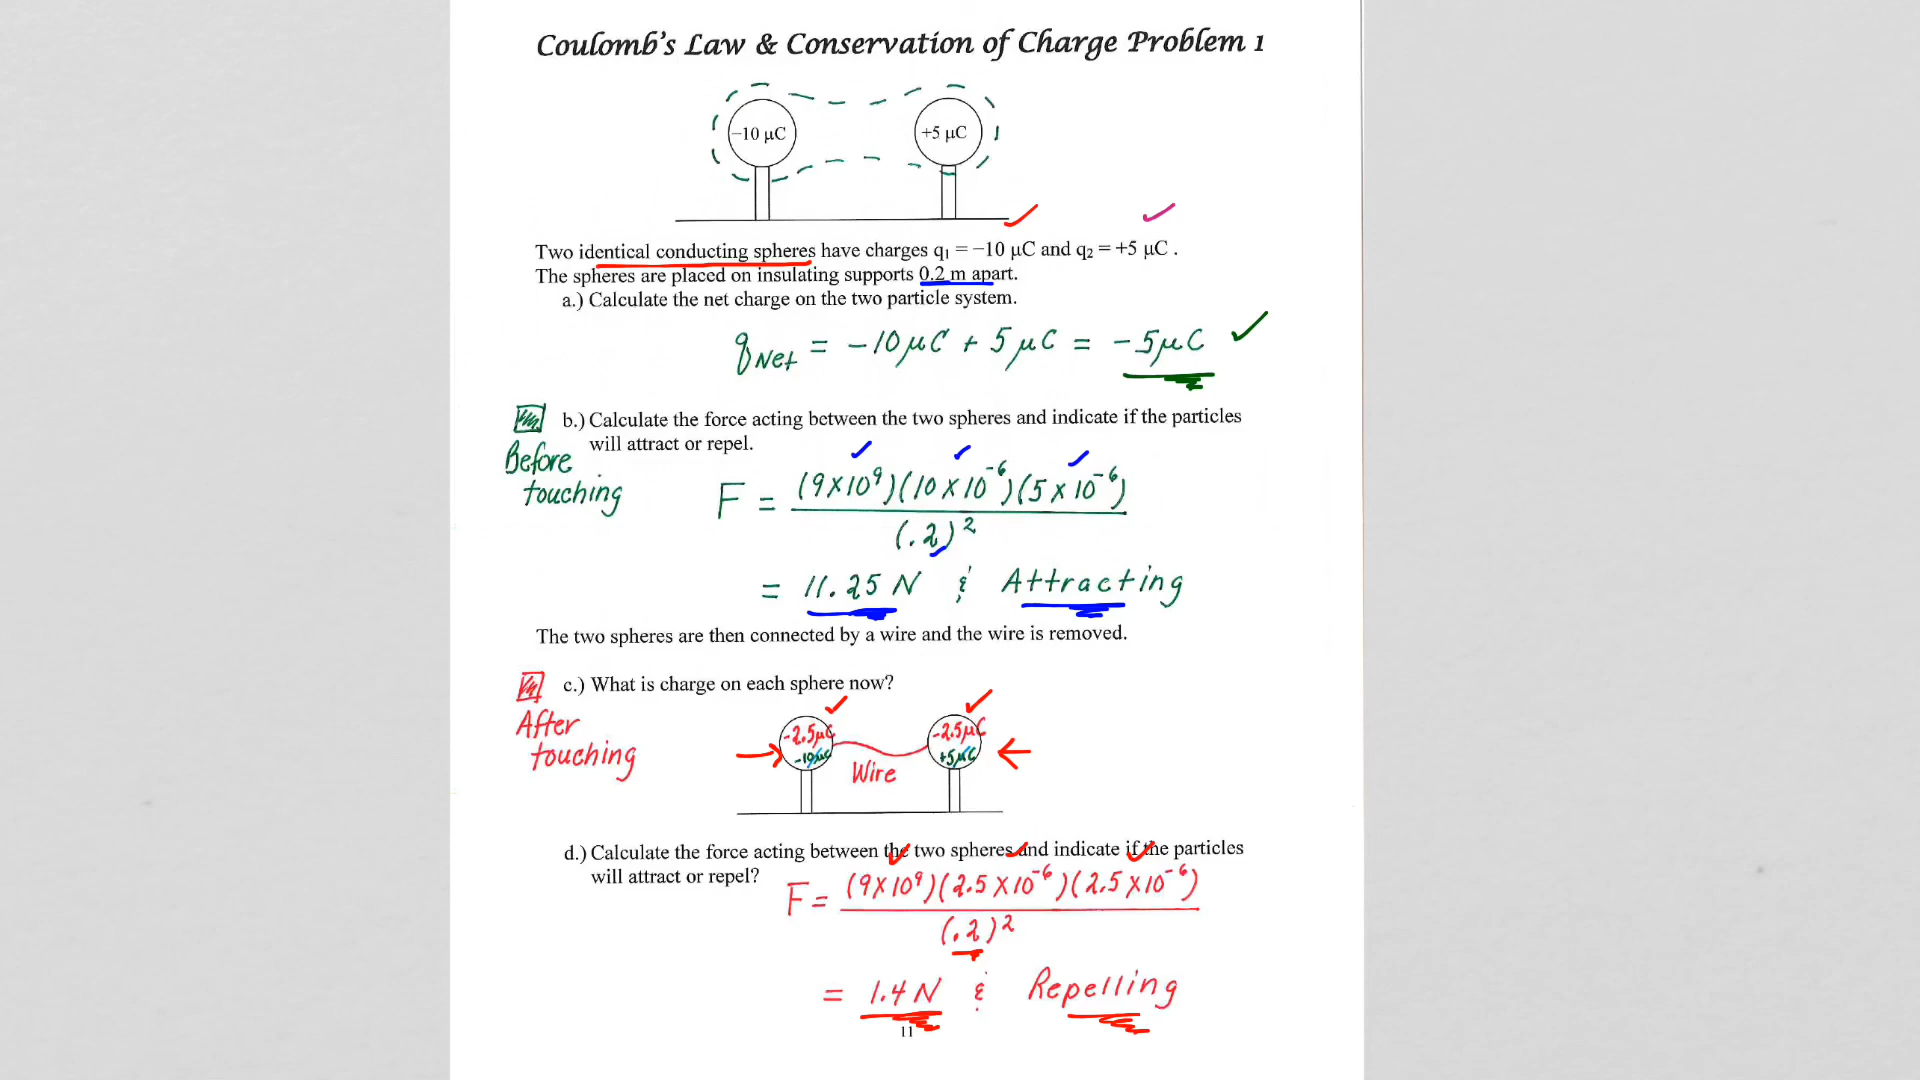 Coulomb's Law & Conservation of Charge Problem 1
−10 µC
+5 µC
Two identical conducting spheres have charges q₁ = −10 µC and q₂ = +5 µC .
The spheres are placed on insulating supports 0.2 m apart.
a.) Calculate the net charge on the two particle system.
qNet = −10µC + 5µC = −5µC
b.) Calculate the force acting between the two spheres and indicate if the particles
will attract or repel.
Before
touching
F = (9x10⁹)(10x10⁻⁶)(5x10⁻⁶)
(.2)²
= 11.25 N & Attracting
The two spheres are then connected by a wire and the wire is removed.
c.) What is charge on each sphere now?
After
touching
-2.5µC
-10µC
Wire
-2.5µC
+5µC
d.) Calculate the force acting between the two spheres and indicate if the particles
will attract or repel?
F = (9x10⁹)(2.5x10⁻⁶)(2.5x10⁻⁶)
(.2)²
= 1.4 N & Repelling
11